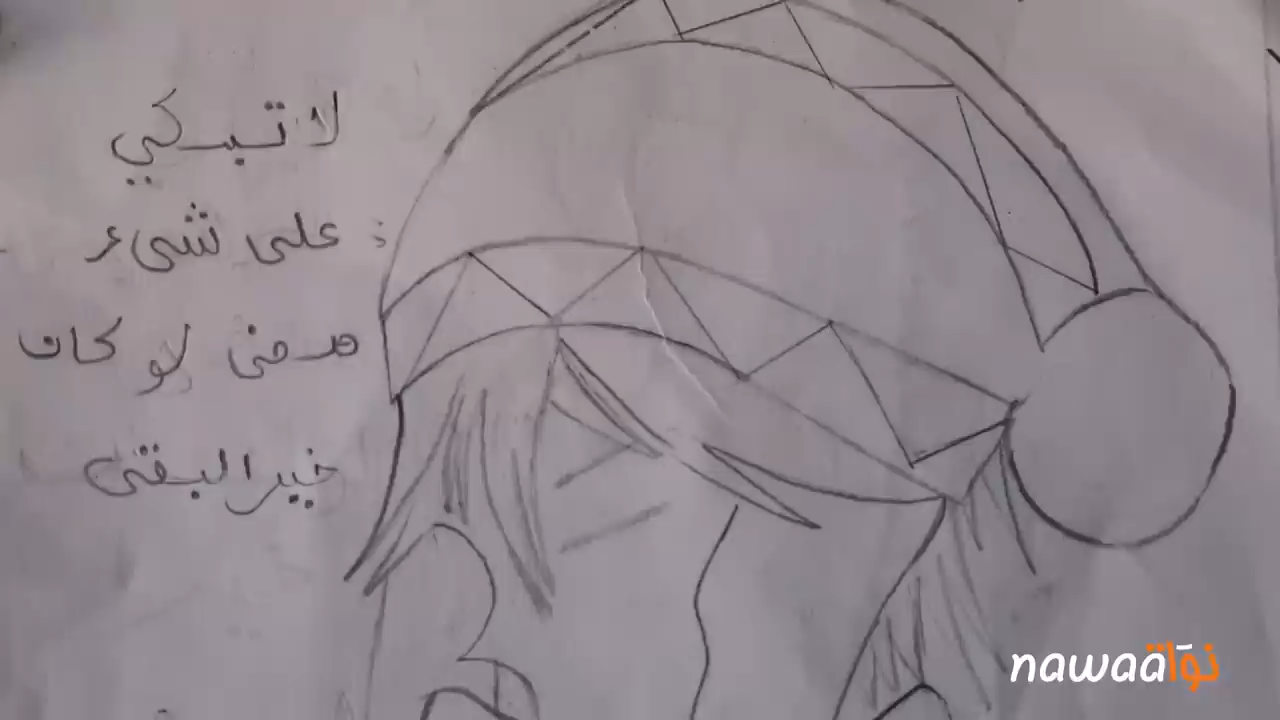 لا تبكي
على شيء
مضى لو كان
خير البقى
nawaa نواة